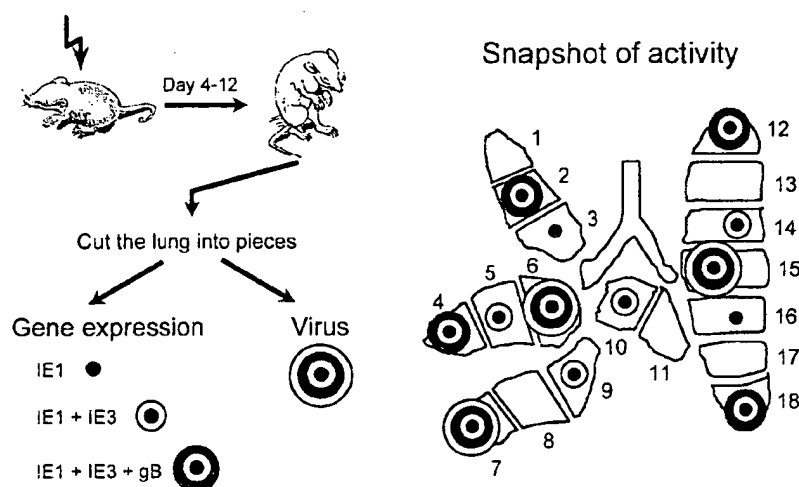 Day 4-12
Cut the lung into pieces
Gene expression
Virus
IE1
IE1 + IE3
IE1 + IE3 + gB
Snapshot of activity
1
2
3
4
5
6
7
8
9
10
11
12
13
14
15
16
17
18